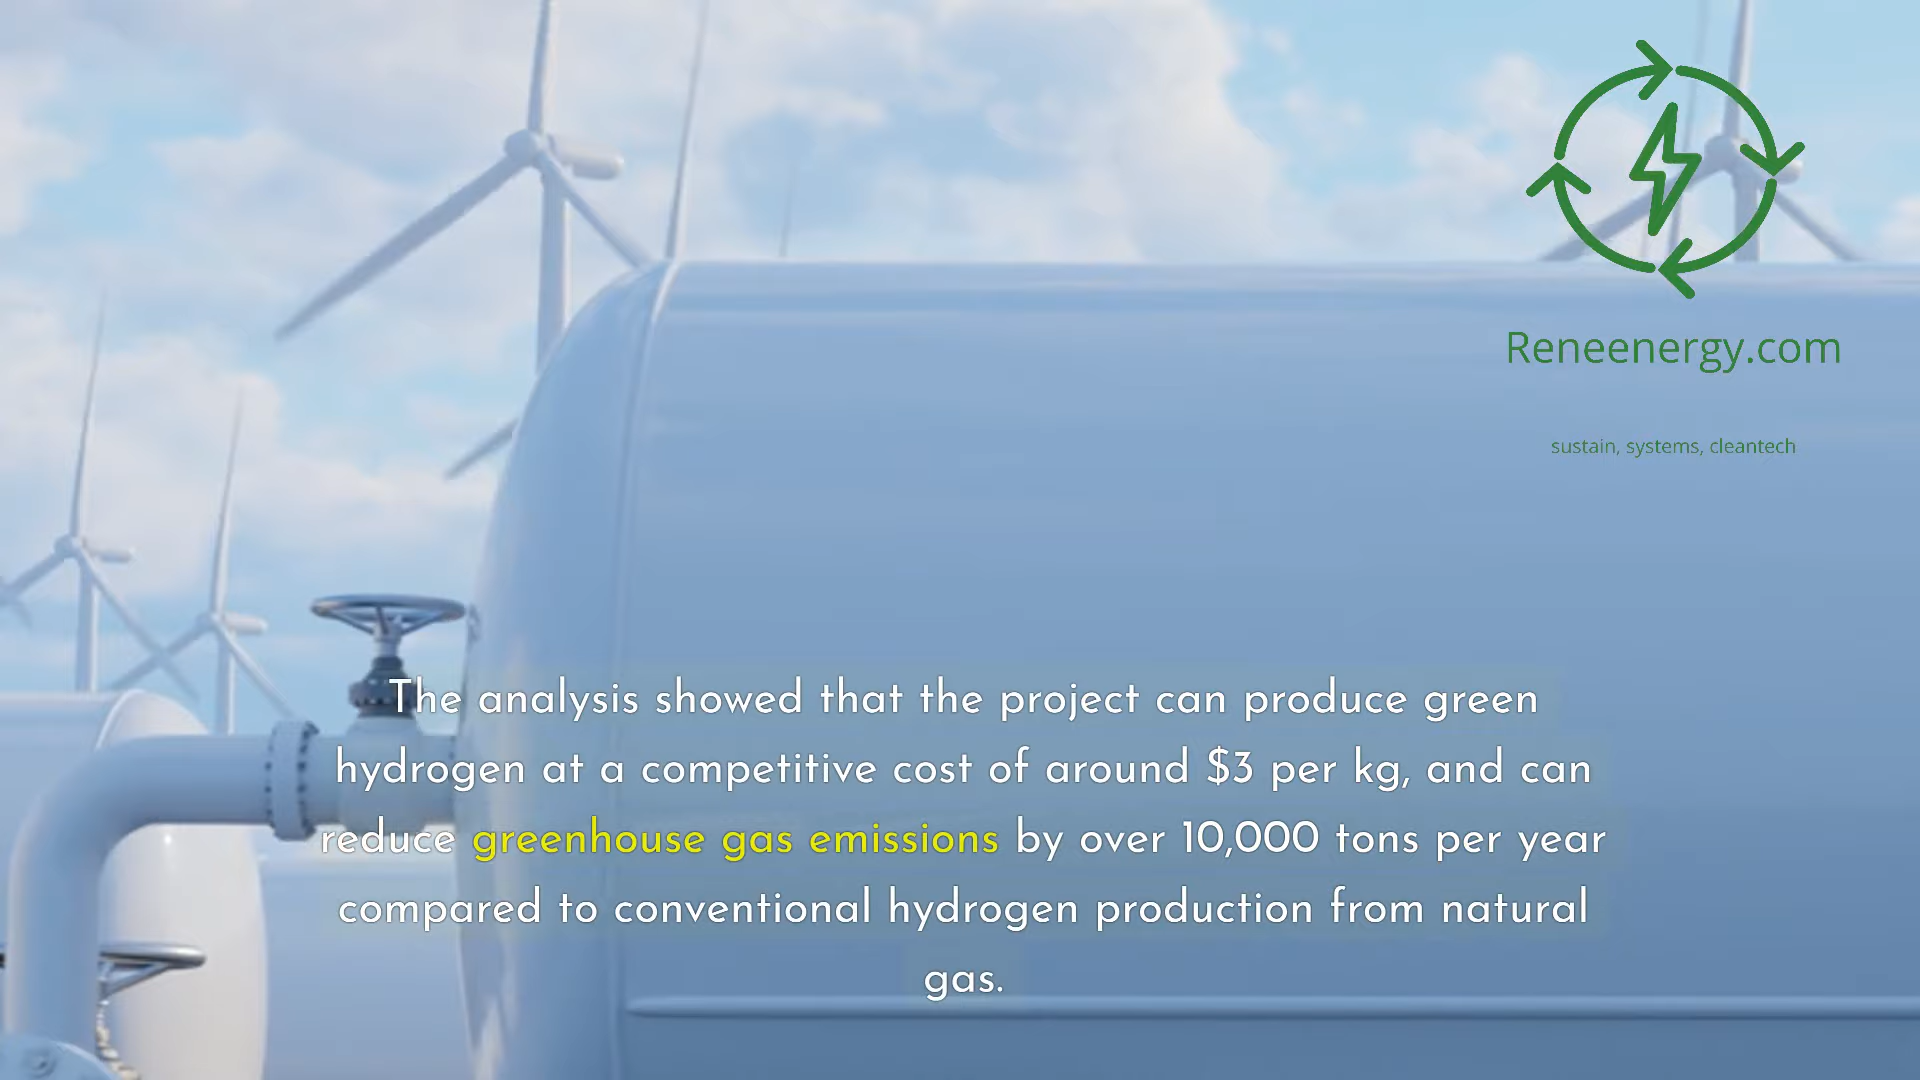 Reneenergy.com
sustain, systems, cleantech
The analysis showed that the project can produce green
hydrogen at a competitive cost of around $3 per kg, and can
reduce greenhouse gas emissions by over 10,000 tons per year
compared to conventional hydrogen production from natural
gas.